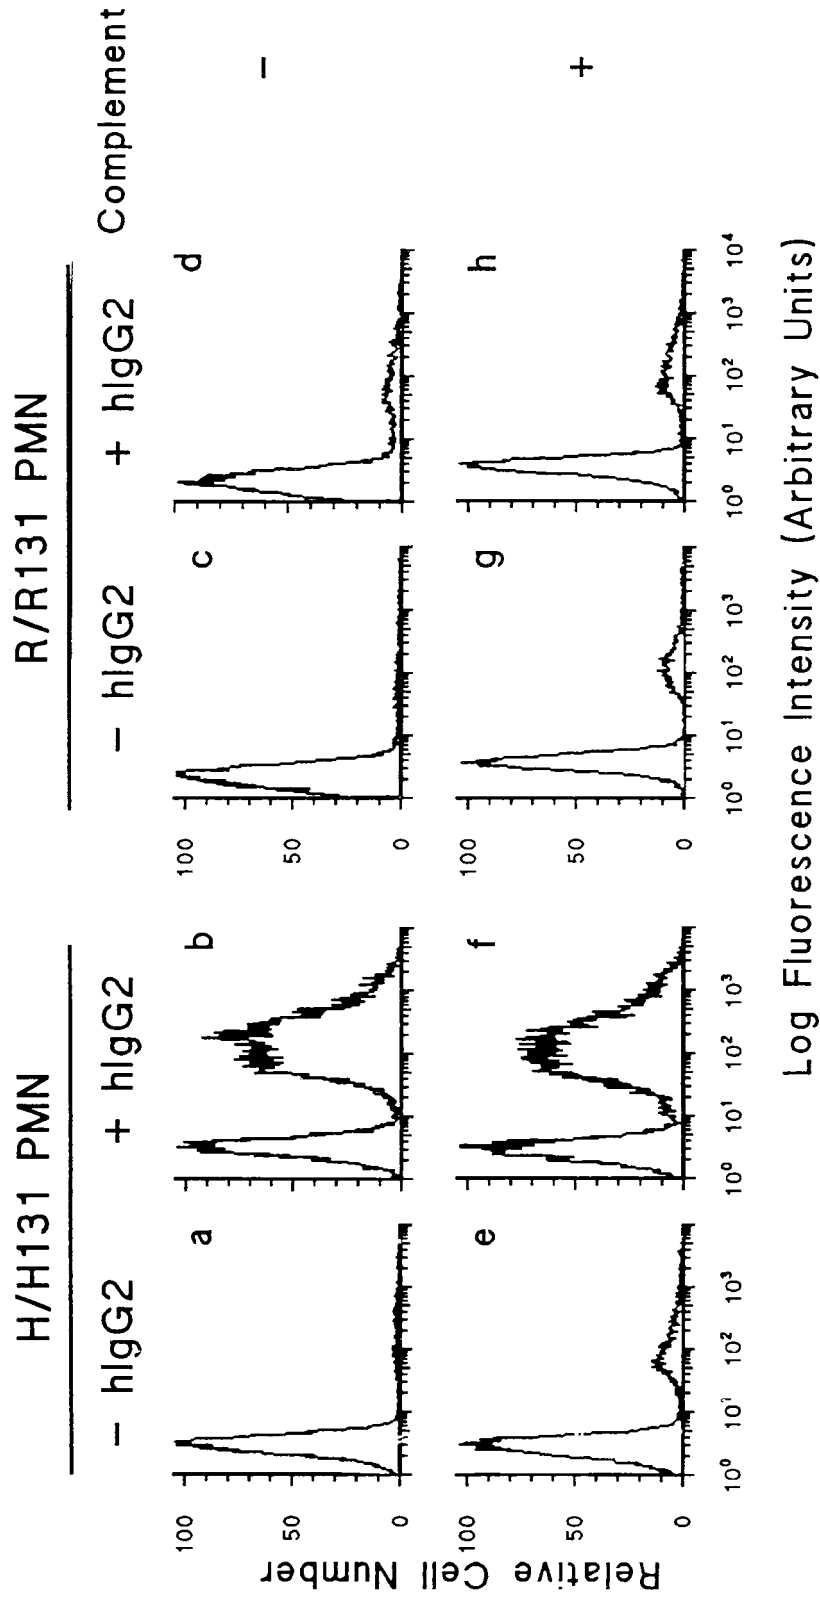 H/H131 PMN
R/R131 PMN
− hIgG2
+ hIgG2
− hIgG2
+ hIgG2
Complement
Relative Cell Number
100
50
0
a
b
100
50
0
c
d
−
100
50
0
e
10⁰ 10¹ 10² 10³
f
10⁰ 10¹ 10² 10³
100
50
0
g
10⁰ 10¹ 10² 10³
h
10⁰ 10¹ 10² 10³ 10⁴
+
Log Fluorescence Intensity (Arbitrary Units)